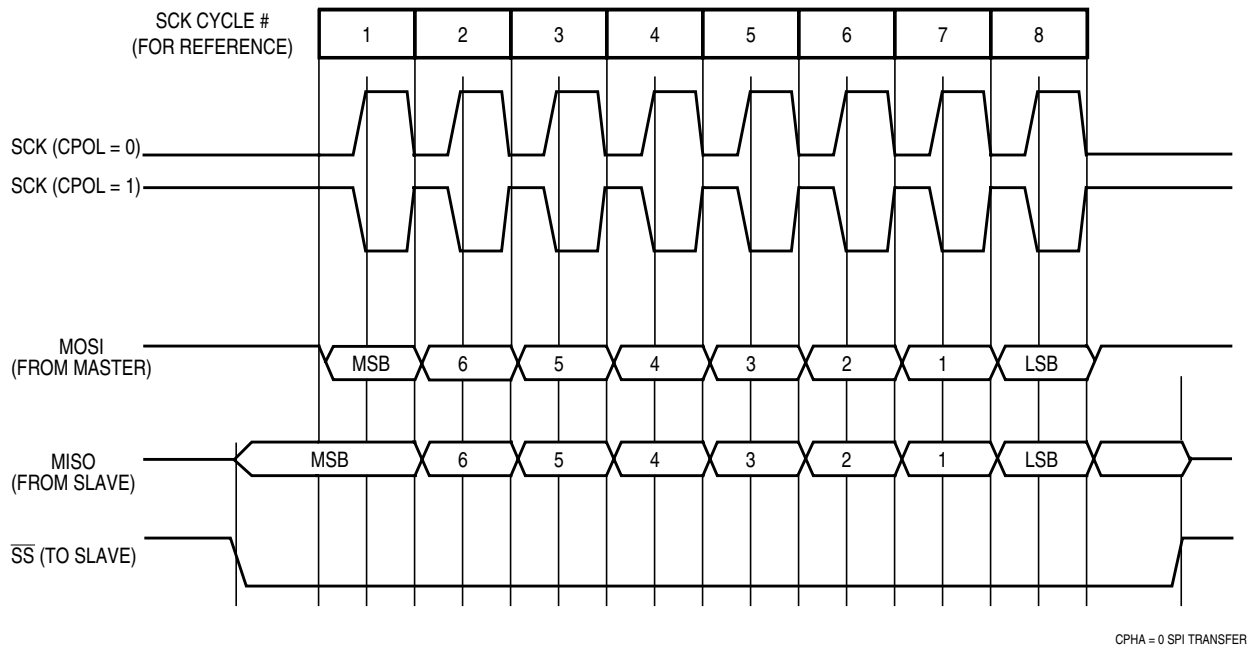 SCK CYCLE #
(FOR REFERENCE)
1 2 3 4 5 6 7 8
SCK (CPOL = 0)
SCK (CPOL = 1)
MOSI
(FROM MASTER)
MSB 6 5 4 3 2 1 LSB
MISO
(FROM SLAVE)
MSB 6 5 4 3 2 1 LSB
S̅S̅ (TO SLAVE)
CPHA = 0 SPI TRANSFER